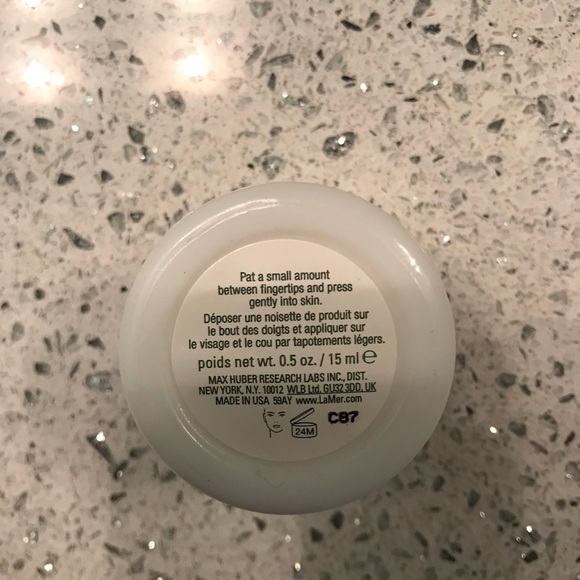 Pat a small amount
between fingertips and press
gently into skin.
Déposer une noisette de produit sur
le bout des doigts et appliquer sur
le visage et le cou par tapotements légers.
poids net wt. 0.5 oz. / 15 ml ℮
MAX HUBER RESEARCH LABS INC., DIST.
NEW YORK, N.Y. 10012 WLB Ltd. GU32 3DD. UK
MADE IN USA 59AY www.LaMer.com
24M C87